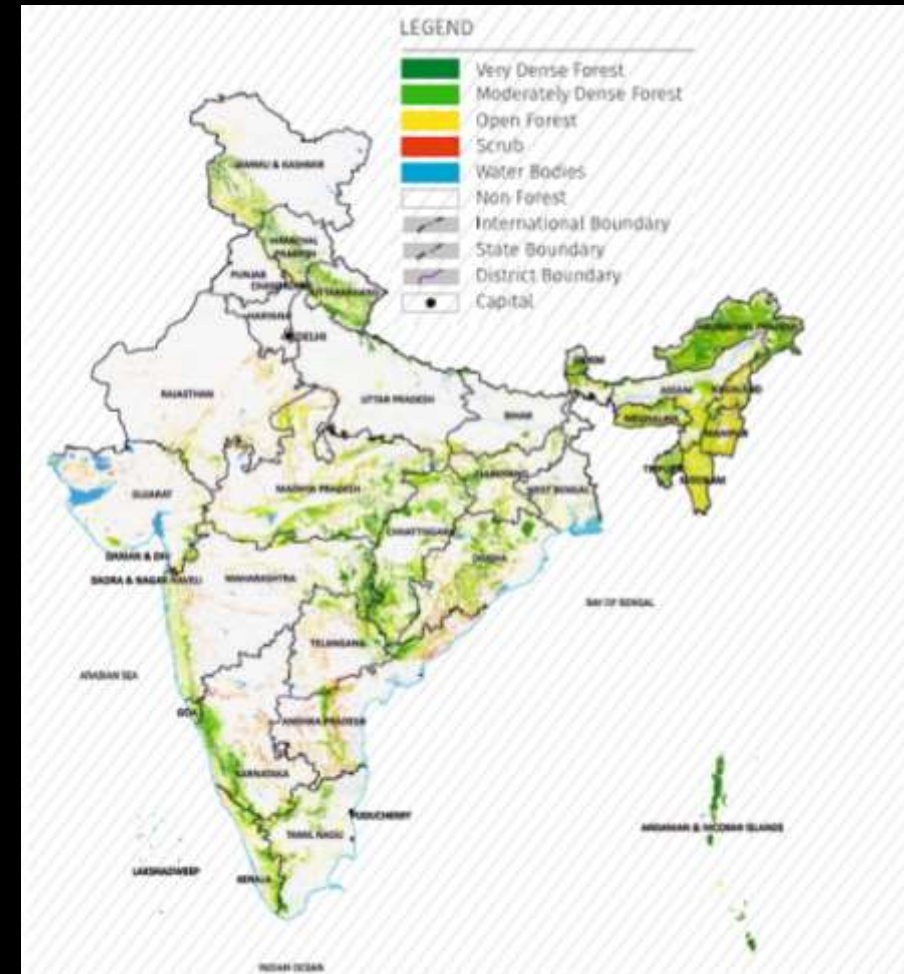 LEGEND
Very Dense Forest
Moderately Dense Forest
Open Forest
Scrub
Water Bodies
Non Forest
International Boundary
State Boundary
District Boundary
Capital
JAMMU & KASHMIR
HIMACHAL
PRADESH
PUNJAB
CHANDIGARH
UTTARAKHAND
HARYANA
DELHI
ARUNACHAL PRADESH
SIKKIM
RAJASTHAN
UTTAR PRADESH
ASSAM
NAGALAND
BIHAR
MEGHALAYA
MANIPUR
TRIPURA
MIZORAM
JHARKHAND
GUJARAT
MADHYA PRADESH
WEST BENGAL
CHHATTISGARH
DAMAN & DIU
ODISHA
DADRA & NAGAR HAVELI
MAHARASHTRA
BAY OF BENGAL
TELANGANA
ARABIAN SEA
GOA
ANDHRA PRADESH
KARNATAKA
PUDUCHERRY
ANDAMAN & NICOBAR ISLANDS
TAMIL NADU
LAKSHADWEEP
KERALA
INDIAN OCEAN